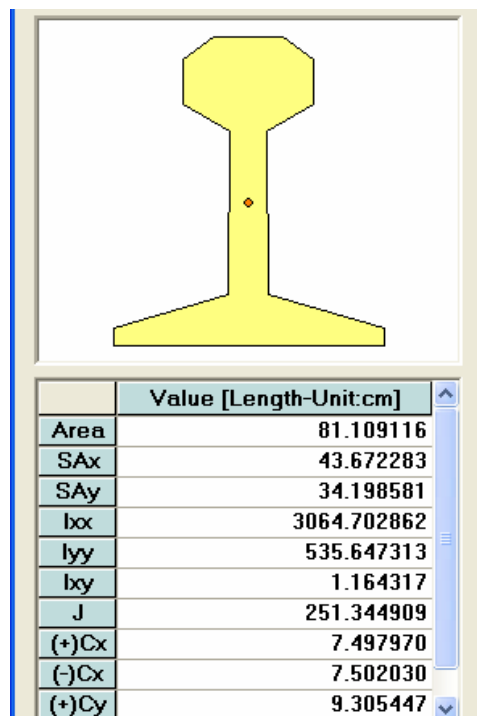 Value [Length-Unit:cm]
Area 81.109116
SAx 43.672283
SAy 34.198581
Ixx 3064.702862
Iyy 535.647313
Ixy 1.164317
J 251.344909
(+)Cx 7.497970
(-)Cx 7.502030
(+)Cy 9.305447